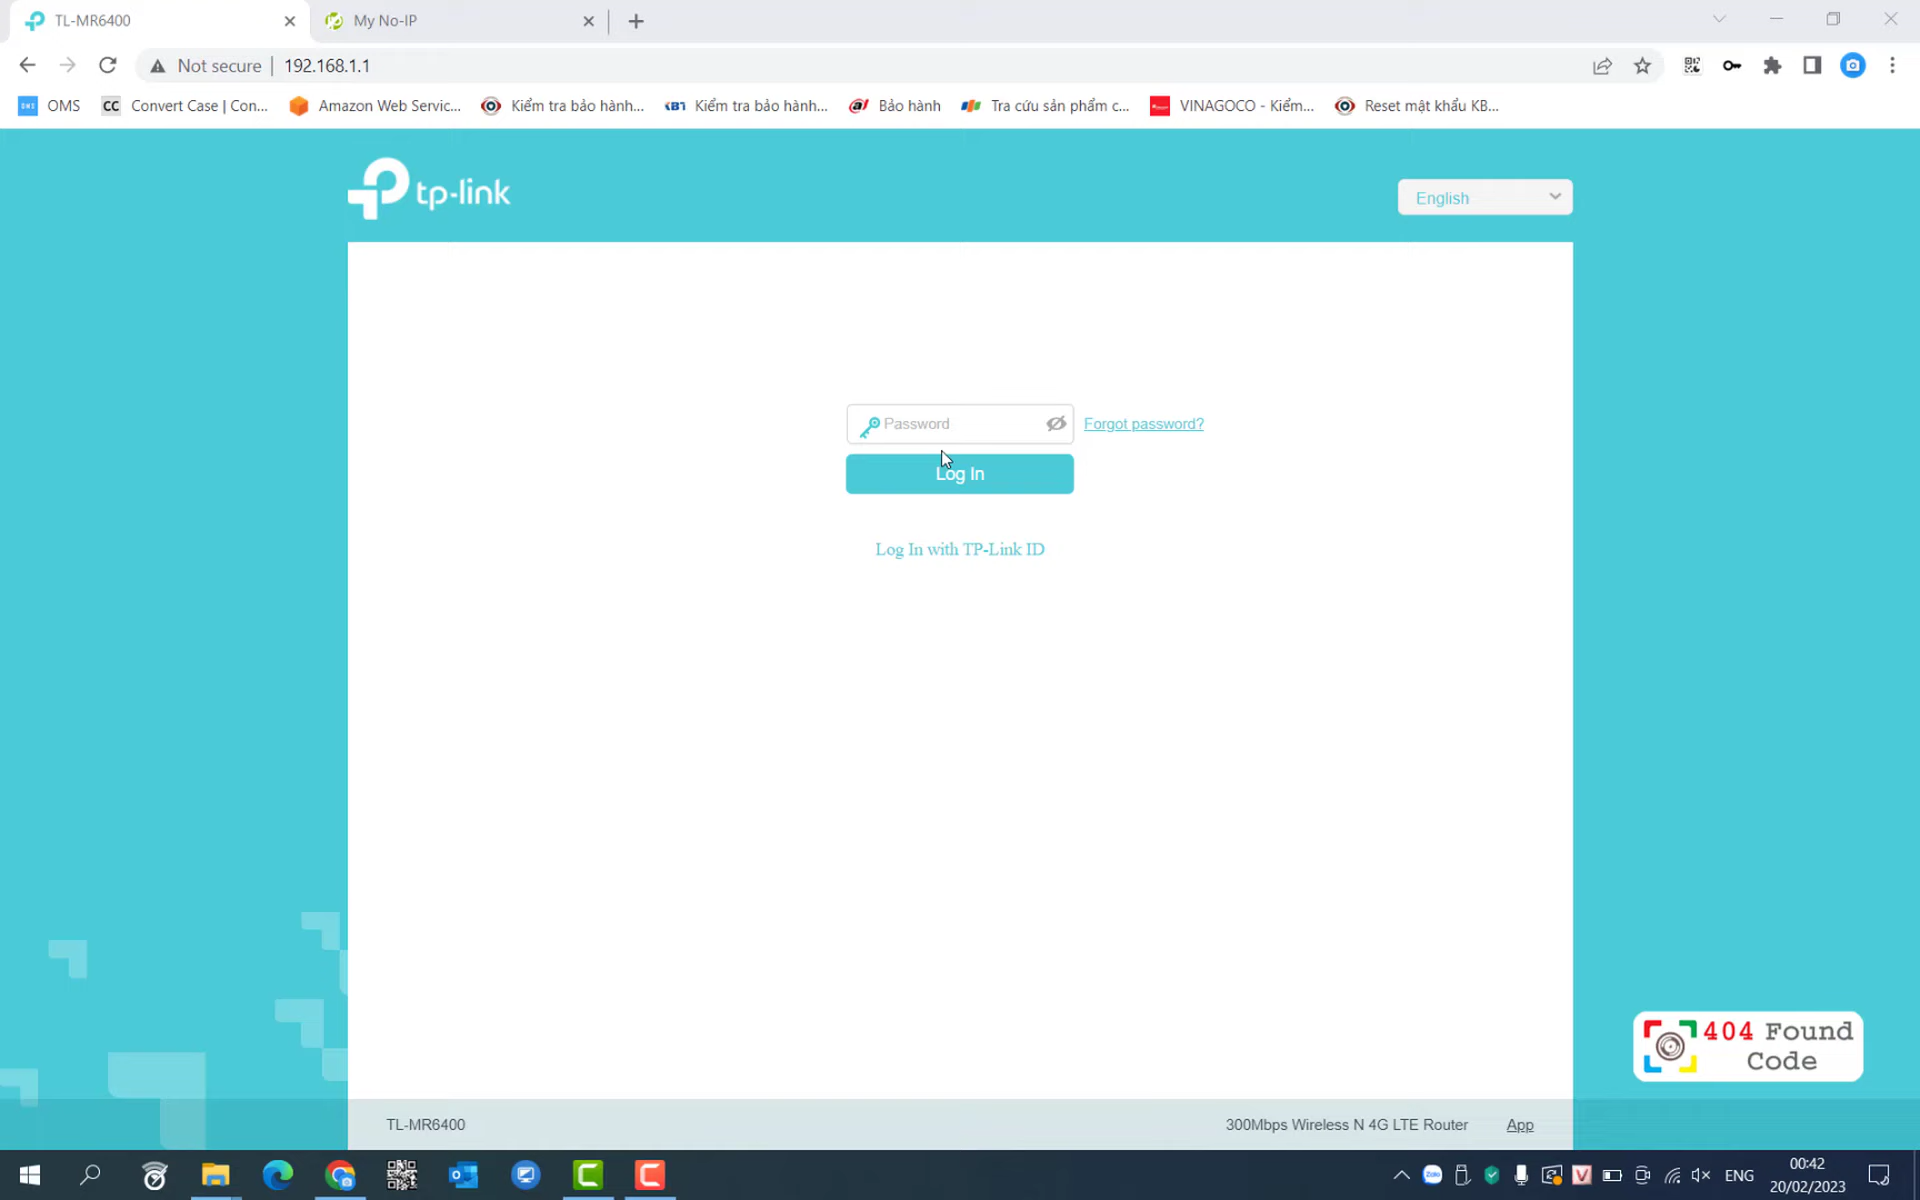 TL-MR6400
My No-IP
Not secure
192.168.1.1
OMS
CC
Convert Case | Con...
Amazon Web Servic...
Kiểm tra bảo hành...
KB1
Kiểm tra bảo hành...
a!
Bảo hành
Tra cứu sản phẩm c...
VINAGOCO - Kiểm...
Reset mật khẩu KB...
tp-link
English
Password
Forgot password?
Log In
Log In with TP-Link ID
404 Found
Code
TL-MR6400
300Mbps Wireless N 4G LTE Router
App
Zalo
V
ENG
00:42
20/02/2023